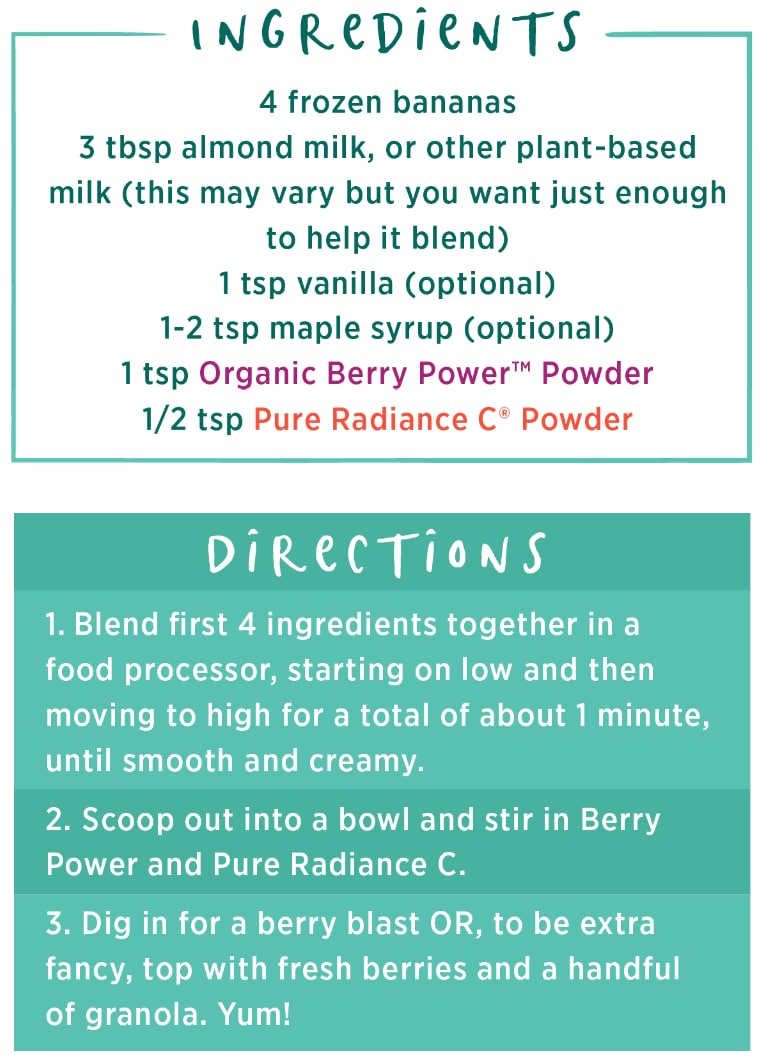 INGREDIENTS
4 frozen bananas
3 tbsp almond milk, or other plant-based
milk (this may vary but you want just enough
to help it blend)
1 tsp vanilla (optional)
1-2 tsp maple syrup (optional)
1 tsp Organic Berry Power™ Powder
1/2 tsp Pure Radiance C® Powder
DIRECTIONS
1. Blend first 4 ingredients together in a
food processor, starting on low and then
moving to high for a total of about 1 minute,
until smooth and creamy.
2. Scoop out into a bowl and stir in Berry
Power and Pure Radiance C.
3. Dig in for a berry blast OR, to be extra
fancy, top with fresh berries and a handful
of granola. Yum!